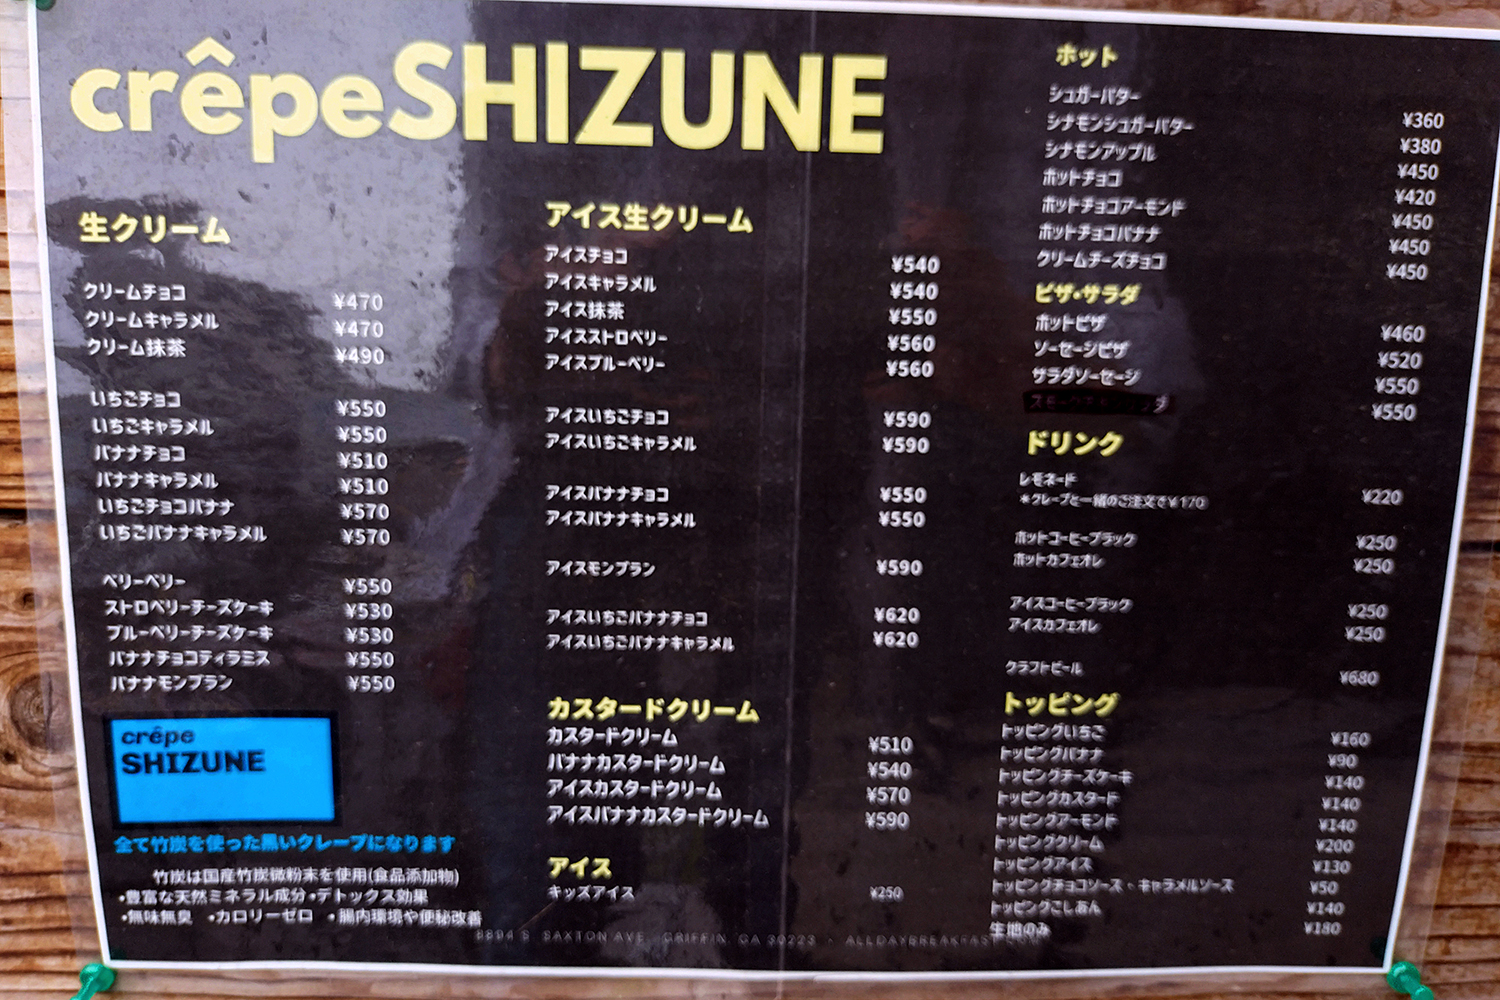 crêpeSHIZUNE
生クリーム
クリームチョコ ¥470
クリームキャラメル ¥470
クリーム抹茶 ¥490
いちごチョコ ¥550
いちごキャラメル ¥550
バナナチョコ ¥510
バナナキャラメル ¥510
いちごチョコバナナ ¥570
いちごバナナキャラメル ¥570
ベリーベリー ¥550
ストロベリーチーズケーキ ¥530
ブルーベリーチーズケーキ ¥530
バナナチョコティラミス ¥550
バナナモンブラン ¥550
crêpe
SHIZUNE
全て竹炭を使った黒いクレープになります
竹炭は国産竹炭微粉末を使用(食品添加物)
・豊富な天然ミネラル成分・デトックス効果
・無味無臭 ・カロリーゼロ ・腸内環境や便秘改善
アイス生クリーム
アイスチョコ ¥540
アイスキャラメル ¥540
アイス抹茶 ¥550
アイスストロベリー ¥560
アイスブルーベリー ¥560
アイスいちごチョコ ¥590
アイスいちごキャラメル ¥590
アイスバナナチョコ ¥550
アイスバナナキャラメル ¥550
アイスモンブラン ¥590
アイスいちごバナナチョコ ¥620
アイスいちごバナナキャラメル ¥620
カスタードクリーム
カスタードクリーム ¥510
バナナカスタードクリーム ¥540
アイスカスタードクリーム ¥570
アイスバナナカスタードクリーム ¥590
アイス
キッズアイス ¥250
ホット
シュガーバター ¥360
シナモンシュガーバター ¥380
シナモンアップル ¥450
ホットチョコ ¥420
ホットチョコアーモンド ¥450
ホットチョコバナナ ¥450
クリームチーズチョコ ¥450
ピザ・サラダ
ホットピザ ¥460
ソーセージピザ ¥520
サラダソーセージ ¥550
¥550
ドリンク
レモネード ¥220
*クレープと一緒のご注文で¥170
ホットコーヒーブラック ¥250
ホットカフェオレ ¥250
アイスコーヒーブラック ¥250
アイスカフェオレ ¥250
クラフトビール ¥680
トッピング
トッピングいちご ¥160
トッピングバナナ ¥90
トッピングチーズケーキ ¥140
トッピングカスタード ¥140
トッピングアーモンド ¥140
トッピングクリーム ¥200
トッピングアイス ¥130
トッピングチョコソース・キャラメルソース ¥50
トッピングこしあん ¥140
生地のみ ¥180
8894 S. SAXTON AVE. GRIFFIN, GA 30223 · ALLDAYBREAKFAST